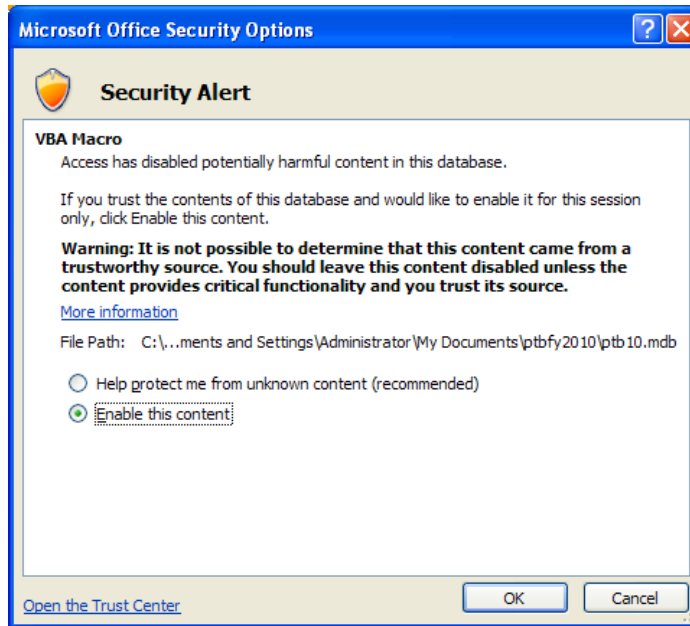 Microsoft Office Security Options
Security Alert
VBA Macro
Access has disabled potentially harmful content in this database.
If you trust the contents of this database and would like to enable it for this session
only, click Enable this content.
Warning: It is not possible to determine that this content came from a
trustworthy source. You should leave this content disabled unless the
content provides critical functionality and you trust its source.
More information
File Path: C:\...ments and Settings\Administrator\My Documents\ptbfy2010\ptb10.mdb
Help protect me from unknown content (recommended)
Enable this content
Open the Trust Center
OK
Cancel